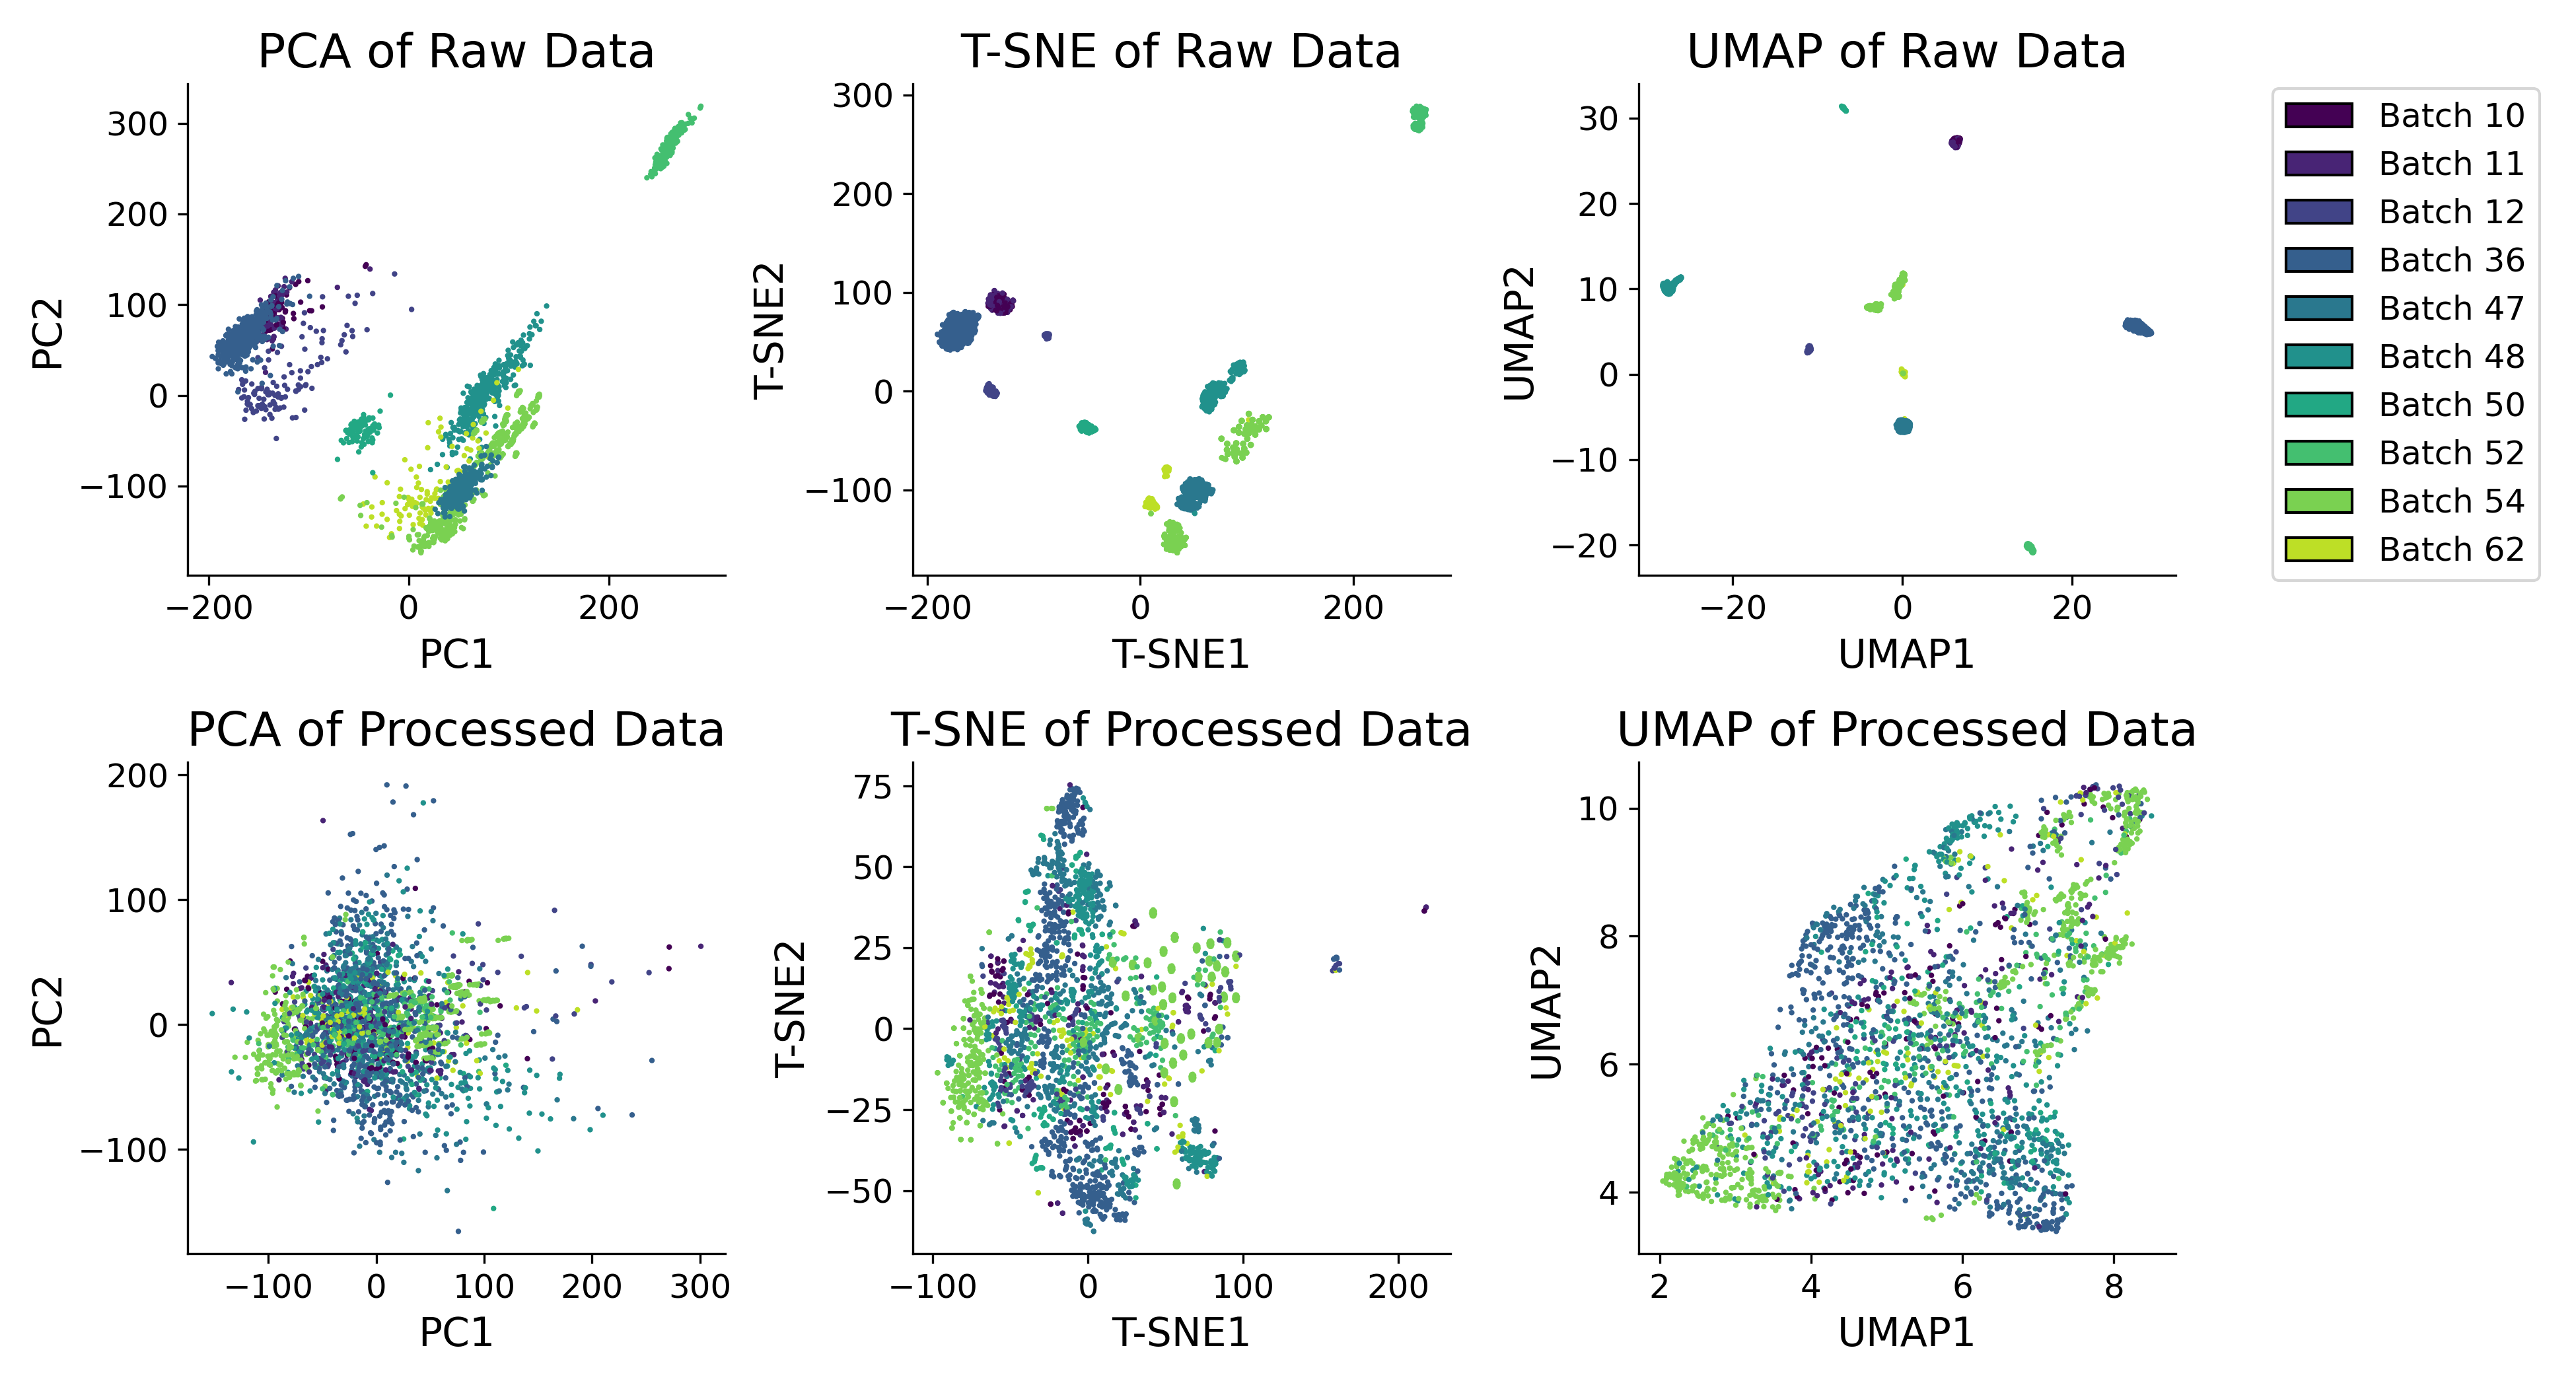 PCA of Raw Data
300
200
100
0
−100
−200
0
200
PC2
PC1
T-SNE of Raw Data
300
200
100
0
−100
−200
0
200
T-SNE2
T-SNE1
UMAP of Raw Data
30
20
10
0
−10
−20
−20
0
20
UMAP2
UMAP1
Batch 10
Batch 11
Batch 12
Batch 36
Batch 47
Batch 48
Batch 50
Batch 52
Batch 54
Batch 62
PCA of Processed Data
200
100
0
−100
−100
0
100
200
300
PC2
PC1
T-SNE of Processed Data
75
50
25
0
−25
−50
−100
0
100
200
T-SNE2
T-SNE1
UMAP of Processed Data
10
8
6
4
2
4
6
8
UMAP2
UMAP1